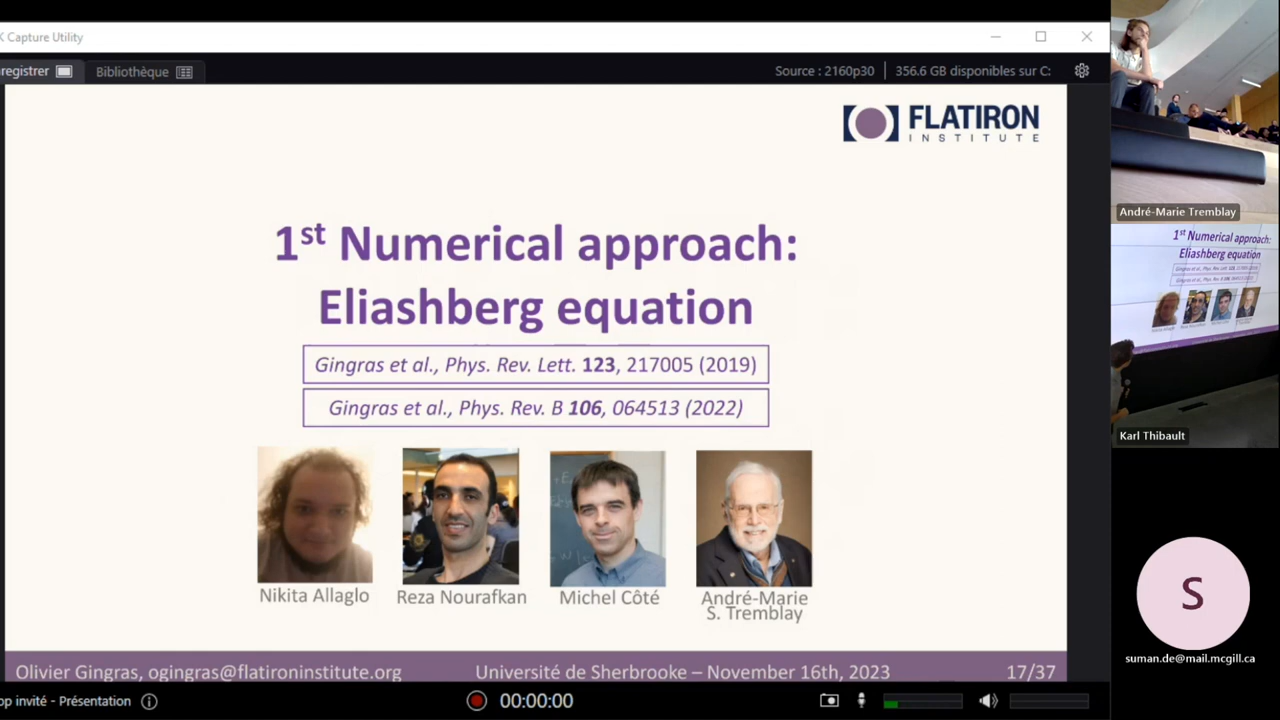 K Capture Utility
registrer
Bibliothèque
Source : 2160p30
356.6 GB disponibles sur C:
FLATIRON
INSTITUTE
1st Numerical approach:
Eliashberg equation
Gingras et al., Phys. Rev. Lett. 123, 217005 (2019)
Gingras et al., Phys. Rev. B 106, 064513 (2022)
Nikita Allaglo
Reza Nourafkan
Michel Côté
André-Marie
S. Tremblay
Olivier Gingras, ogingras@flatironinstitute.org
Université de Sherbrooke – November 16th, 2023
17/37
op invité - Présentation
00:00:00
André-Marie Tremblay
1st Numerical approach:
Eliashberg equation
Karl Thibault
S
suman.de@mail.mcgill.ca